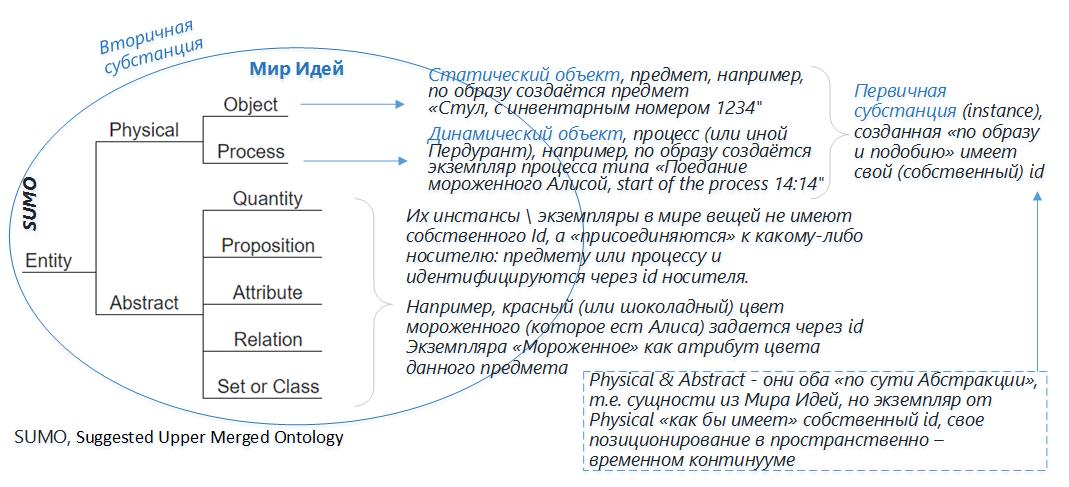 Вторичная
субстанция
Мир Идей
SUMO
Entity
Physical
Object
Process
Abstract
Quantity
Proposition
Attribute
Relation
Set or Class
Статический объект, предмет, например,
по образу создаётся предмет
«Стул, с инвентарным номером 1234"
Динамический объект, процесс (или иной
Пердурант), например, по образу создаётся
экземпляр процесса типа «Поедание
мороженного Алисой, start of the process 14:14"
Первичная
субстанция (instance),
созданная «по образу
и подобию» имеет
свой (собственный) id
Их инстансы \ экземпляры в мире вещей не имеют
собственного Id, а «присоединяются» к какому-либо
носителю: предмету или процессу и
идентифицируются через id носителя.
Например, красный (или шоколадный) цвет
мороженного (которое ест Алиса) задается через id
Экземпляра «Мороженное» как атрибут цвета
данного предмета
Physical & Abstract - они оба «по сути Абстракции»,
т.е. сущности из Мира Идей, но экземпляр от
Physical «как бы имеет» собственный id, свое
позиционирование в пространственно –
временном континууме
SUMO, Suggested Upper Merged Ontology